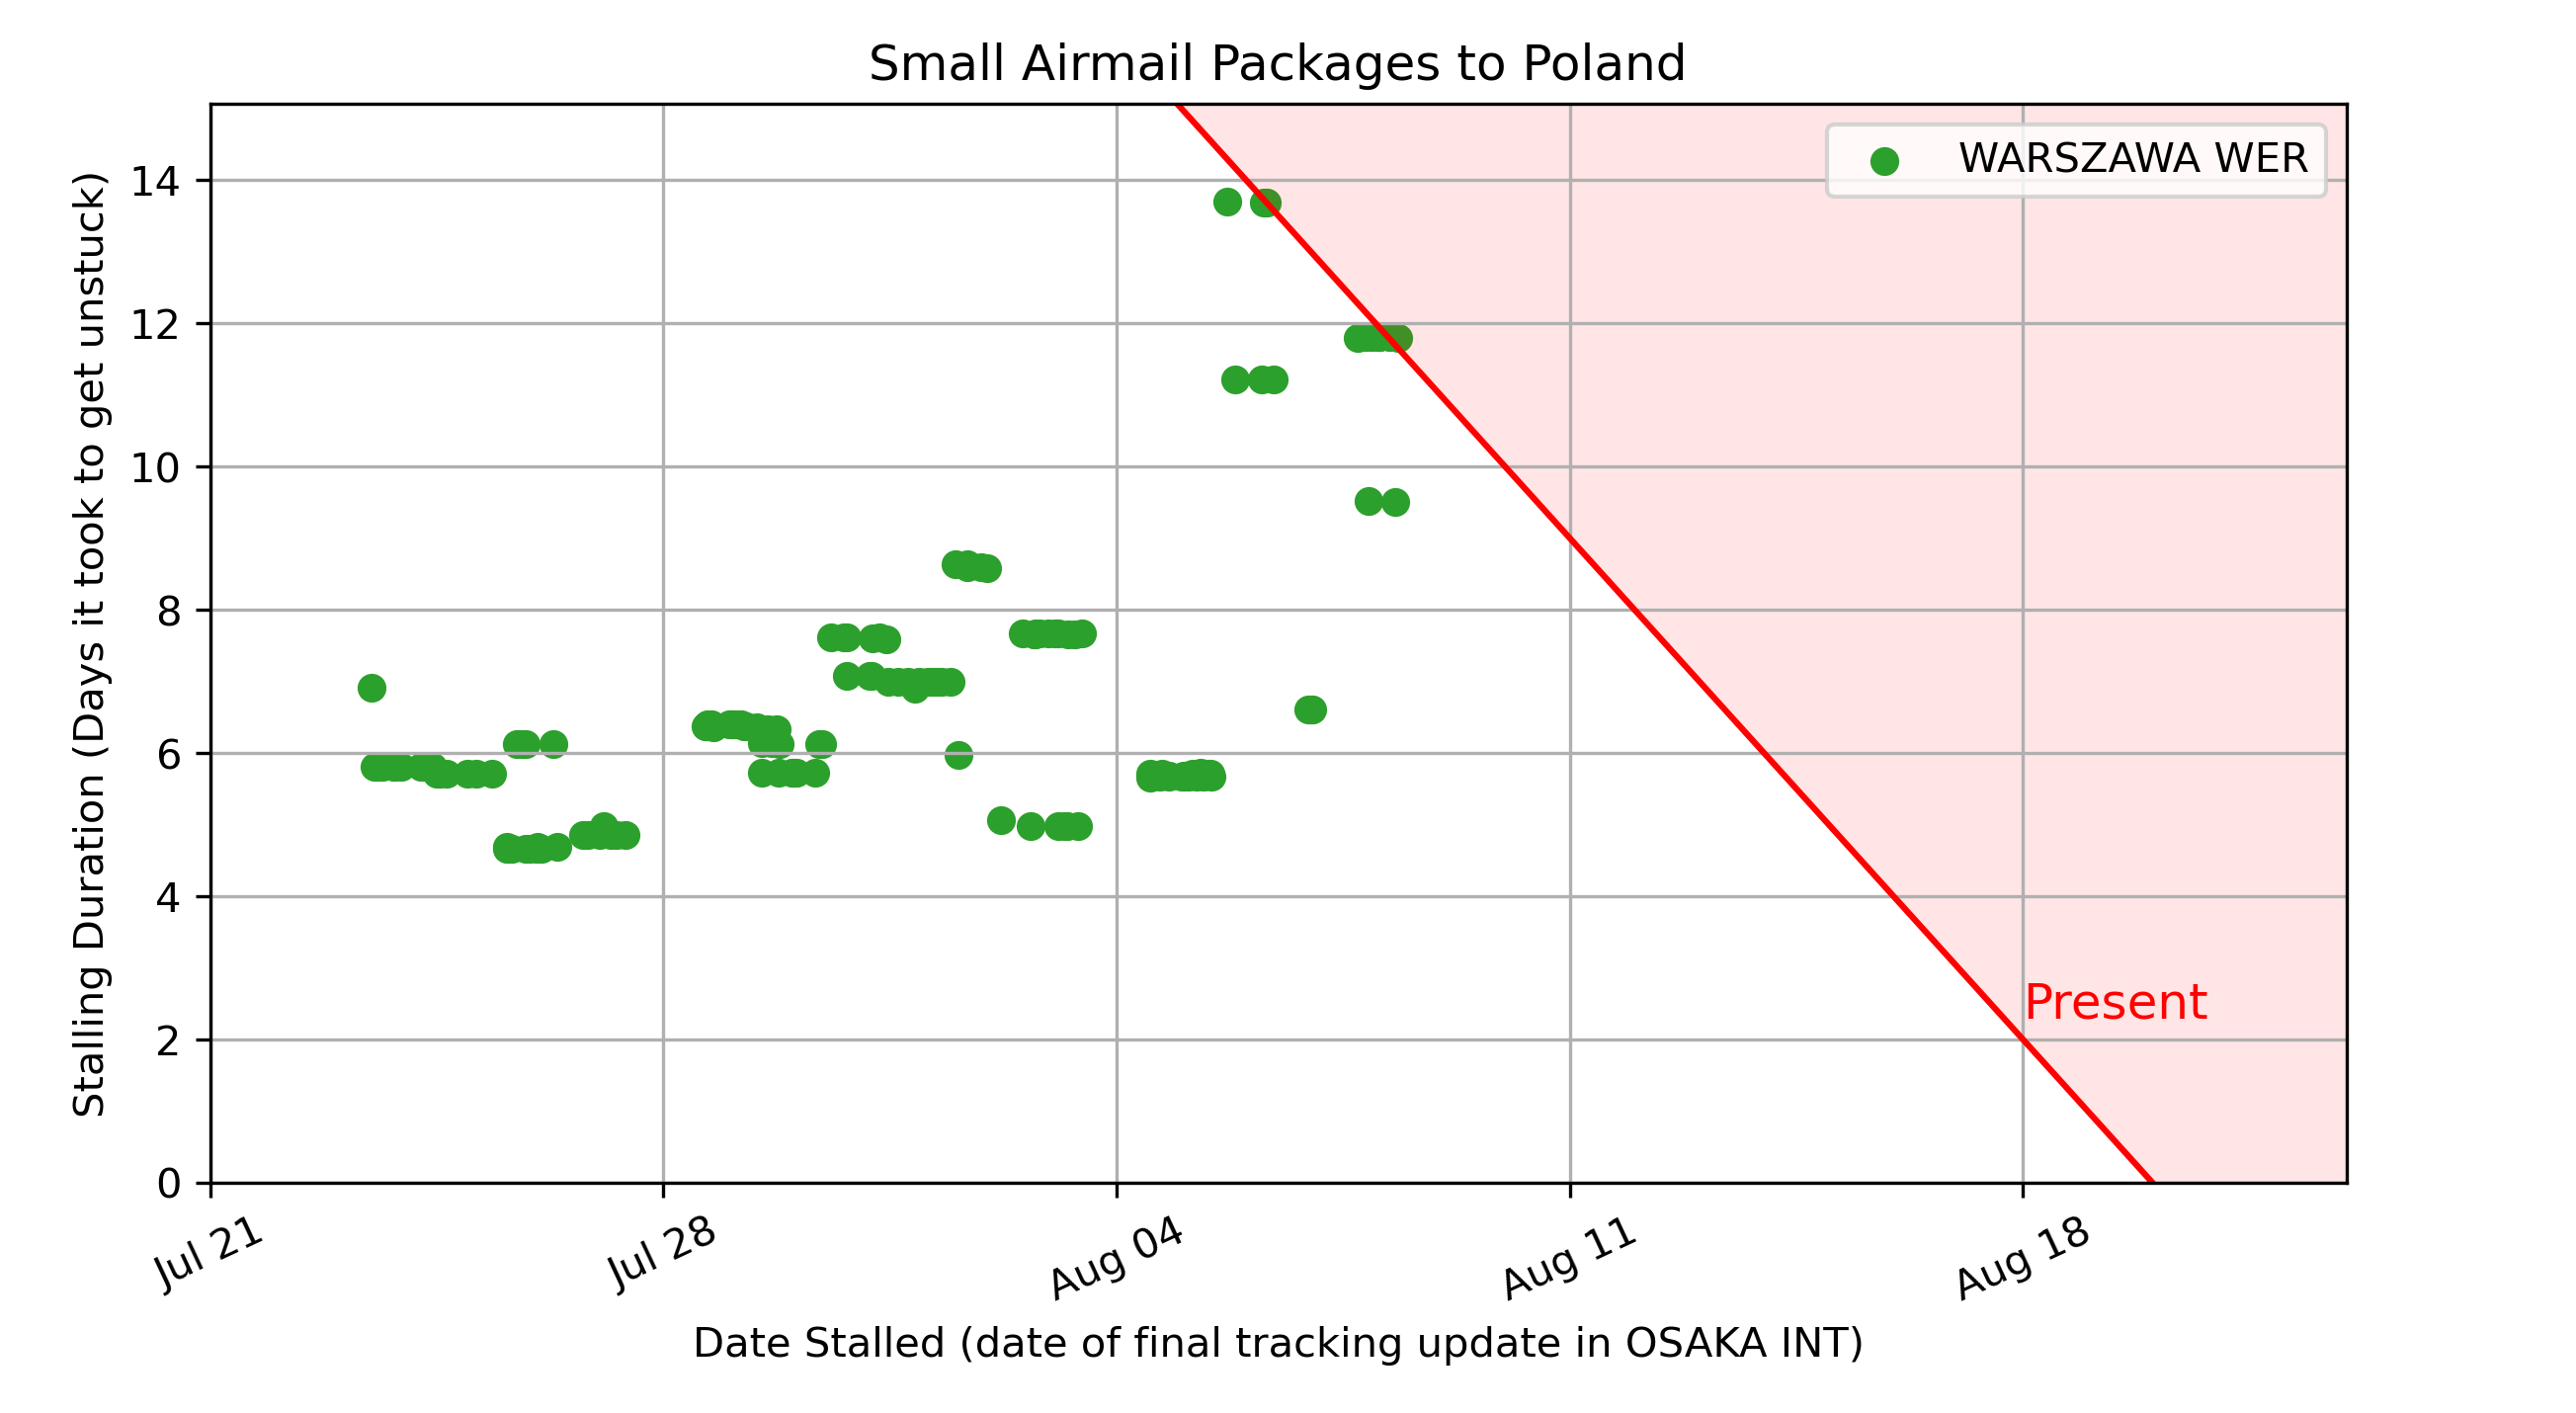 Small Airmail Packages to Poland
Stalling Duration (Days it took to get unstuck)
14
12
10
8
6
4
2
0
WARSZAWA WER
Present
Jul 21
Jul 28
Aug 04
Aug 11
Aug 18
Date Stalled (date of final tracking update in OSAKA INT)